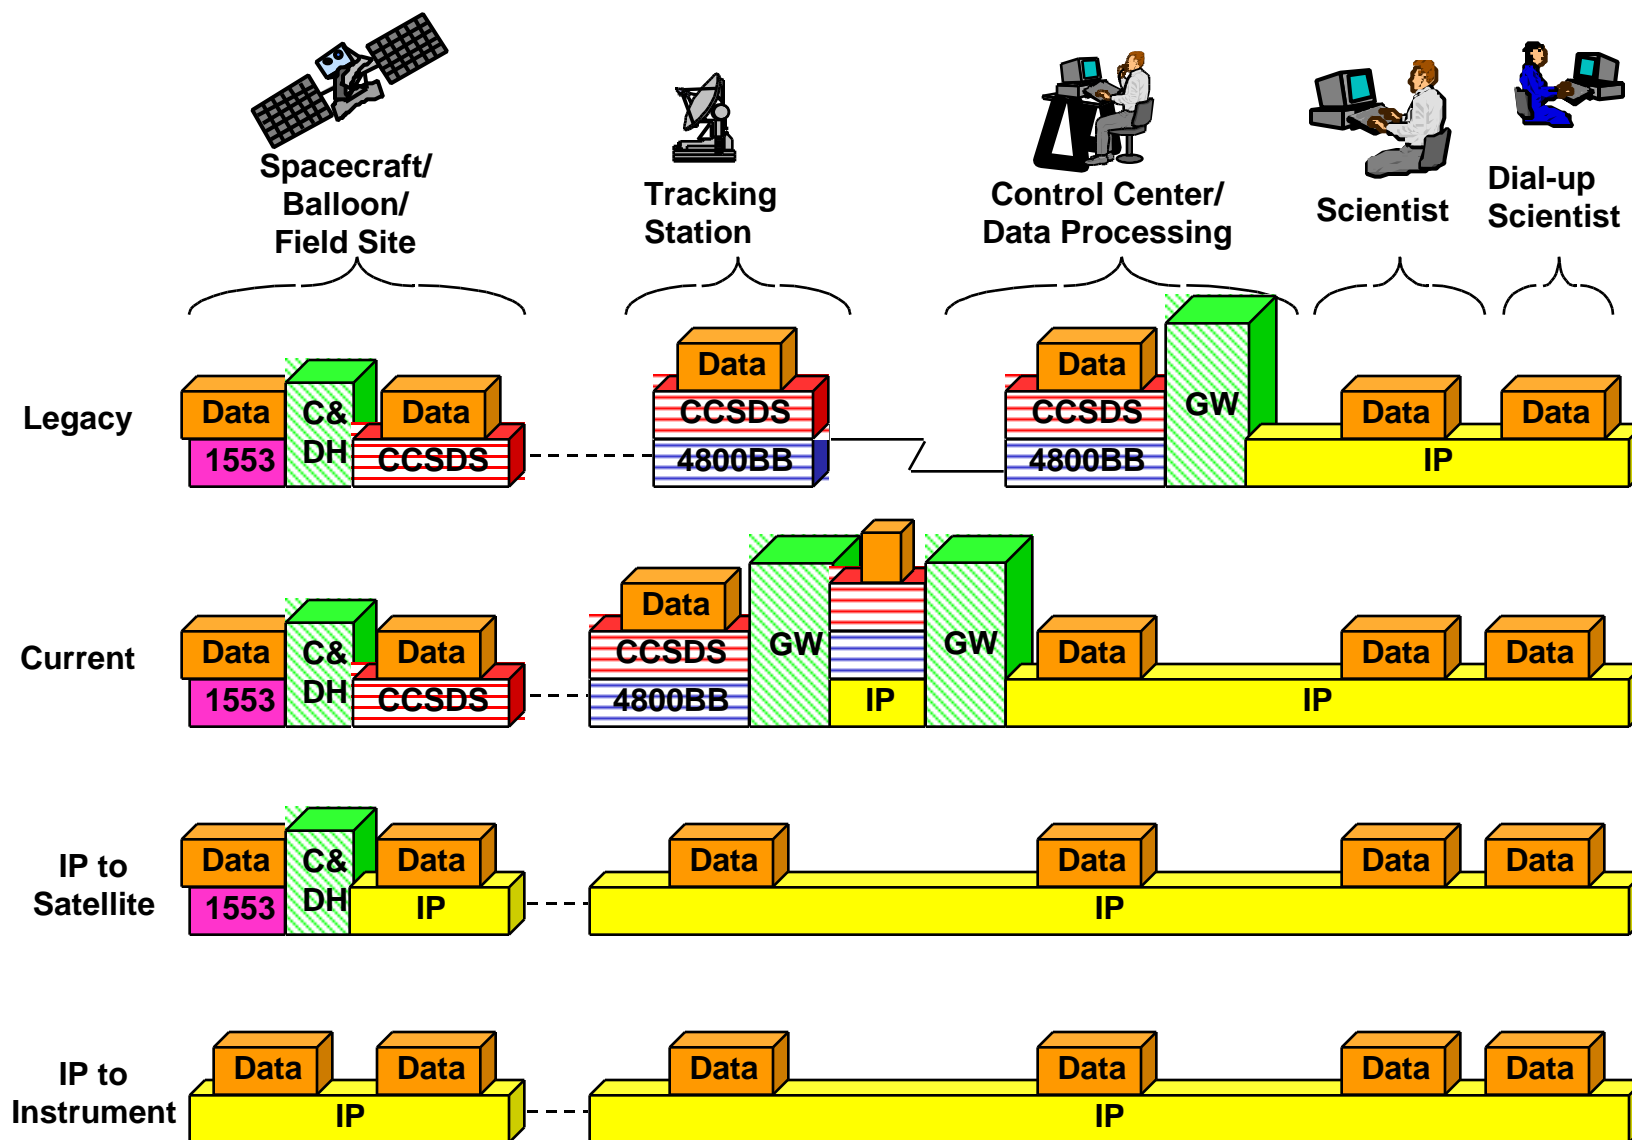 Spacecraft/
Balloon/
Field Site
Tracking
Station
Control Center/
Data Processing
Scientist
Dial-up
Scientist
Legacy
Data
1553
C&
DH
Data
CCSDS
Data
CCSDS
4800BB
Data
CCSDS
4800BB
GW
Data
Data
IP
Current
Data
1553
C&
DH
Data
CCSDS
Data
CCSDS
4800BB
GW
IP
GW
Data
Data
Data
IP
IP to
Satellite
Data
1553
C&
DH
Data
IP
Data
Data
Data
Data
IP
IP to
Instrument
Data
Data
IP
Data
Data
Data
Data
IP